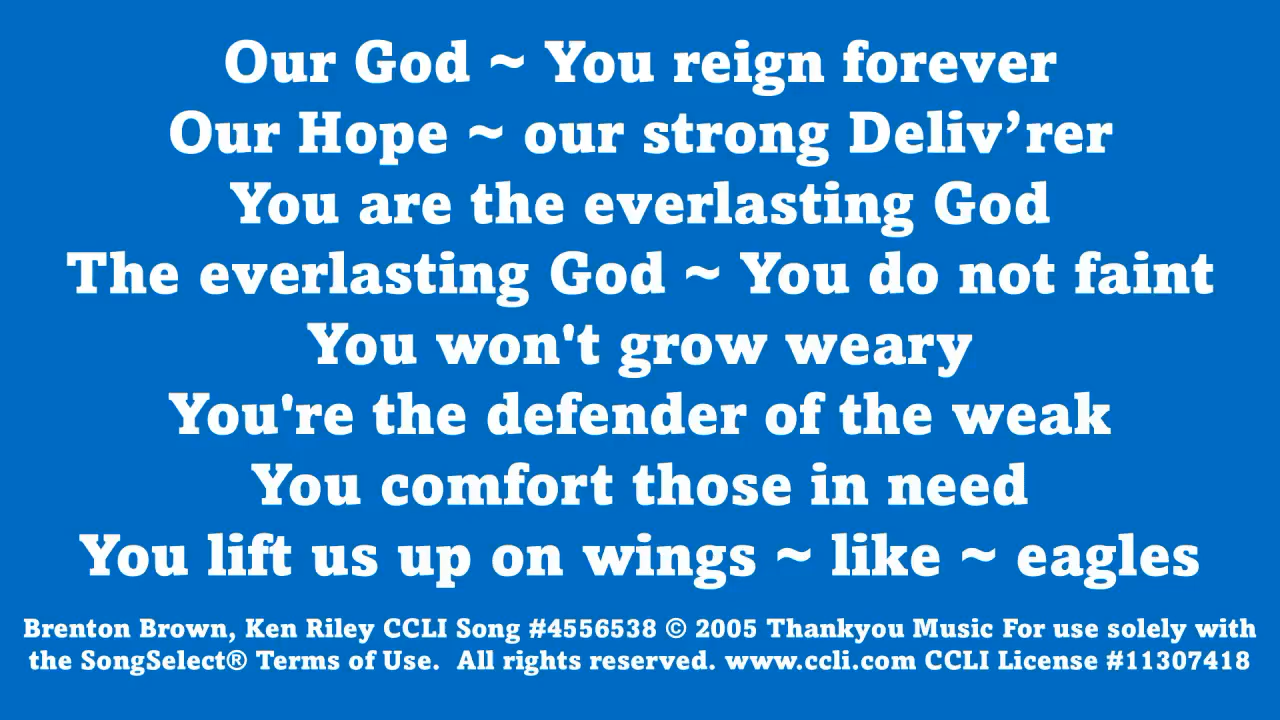 Our God ~ You reign forever
Our Hope ~ our strong Deliv’rer
You are the everlasting God
The everlasting God ~ You do not faint
You won't grow weary
You're the defender of the weak
You comfort those in need
You lift us up on wings ~ like ~ eagles
Brenton Brown, Ken Riley CCLI Song #4556538 © 2005 Thankyou Music For use solely with
the SongSelect® Terms of Use.  All rights reserved. www.ccli.com CCLI License #11307418